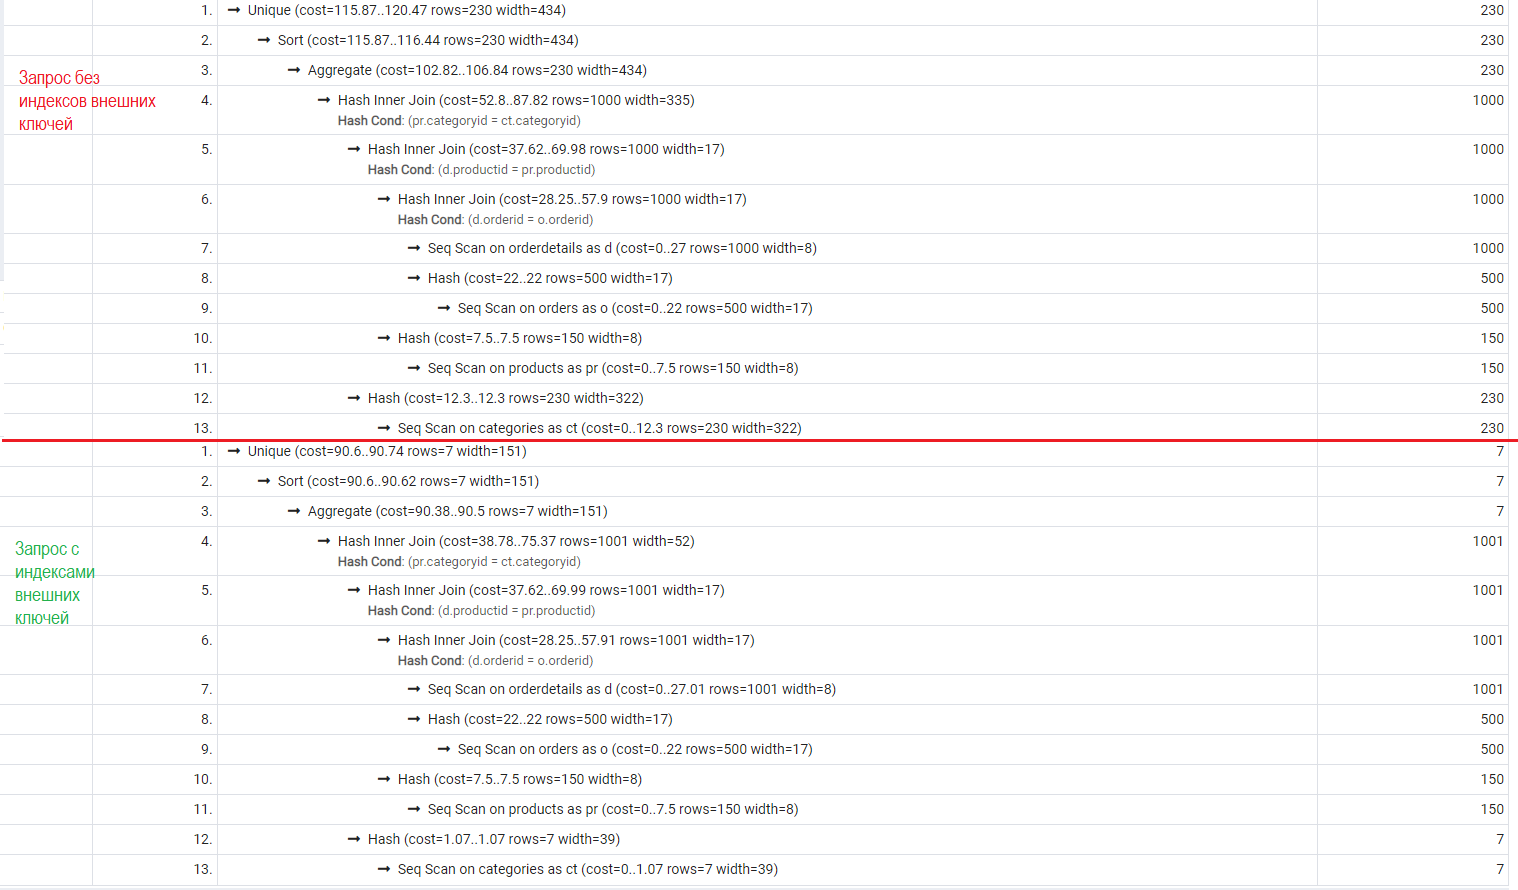 1. → Unique (cost=115.87..120.47 rows=230 width=434) 230
2. → Sort (cost=115.87..116.44 rows=230 width=434) 230
3. → Aggregate (cost=102.82..106.84 rows=230 width=434) 230
Запрос без
индексов внешних
ключей
4. → Hash Inner Join (cost=52.8..87.82 rows=1000 width=335) 1000
Hash Cond: (pr.categoryid = ct.categoryid)
5. → Hash Inner Join (cost=37.62..69.98 rows=1000 width=17) 1000
Hash Cond: (d.productid = pr.productid)
6. → Hash Inner Join (cost=28.25..57.9 rows=1000 width=17) 1000
Hash Cond: (d.orderid = o.orderid)
7. → Seq Scan on orderdetails as d (cost=0..27 rows=1000 width=8) 1000
8. → Hash (cost=22..22 rows=500 width=17) 500
9. → Seq Scan on orders as o (cost=0..22 rows=500 width=17) 500
10. → Hash (cost=7.5..7.5 rows=150 width=8) 150
11. → Seq Scan on products as pr (cost=0..7.5 rows=150 width=8) 150
12. → Hash (cost=12.3..12.3 rows=230 width=322) 230
13. → Seq Scan on categories as ct (cost=0..12.3 rows=230 width=322) 230
1. → Unique (cost=90.6..90.74 rows=7 width=151) 7
2. → Sort (cost=90.6..90.62 rows=7 width=151) 7
3. → Aggregate (cost=90.38..90.5 rows=7 width=151) 7
Запрос с
индексами
внешних
ключей
4. → Hash Inner Join (cost=38.78..75.37 rows=1001 width=52) 1001
Hash Cond: (pr.categoryid = ct.categoryid)
5. → Hash Inner Join (cost=37.62..69.99 rows=1001 width=17) 1001
Hash Cond: (d.productid = pr.productid)
6. → Hash Inner Join (cost=28.25..57.91 rows=1001 width=17) 1001
Hash Cond: (d.orderid = o.orderid)
7. → Seq Scan on orderdetails as d (cost=0..27.01 rows=1001 width=8) 1001
8. → Hash (cost=22..22 rows=500 width=17) 500
9. → Seq Scan on orders as o (cost=0..22 rows=500 width=17) 500
10. → Hash (cost=7.5..7.5 rows=150 width=8) 150
11. → Seq Scan on products as pr (cost=0..7.5 rows=150 width=8) 150
12. → Hash (cost=1.07..1.07 rows=7 width=39) 7
13. → Seq Scan on categories as ct (cost=0..1.07 rows=7 width=39) 7